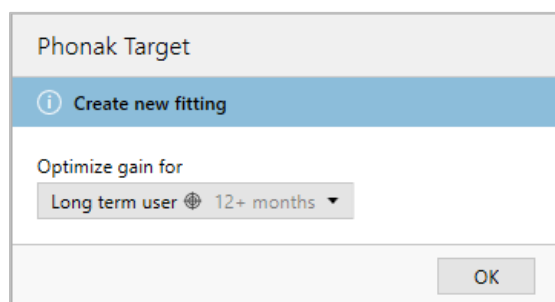 Phonak Target
Create new fitting
Optimize gain for
Long term user 12+ months
OK